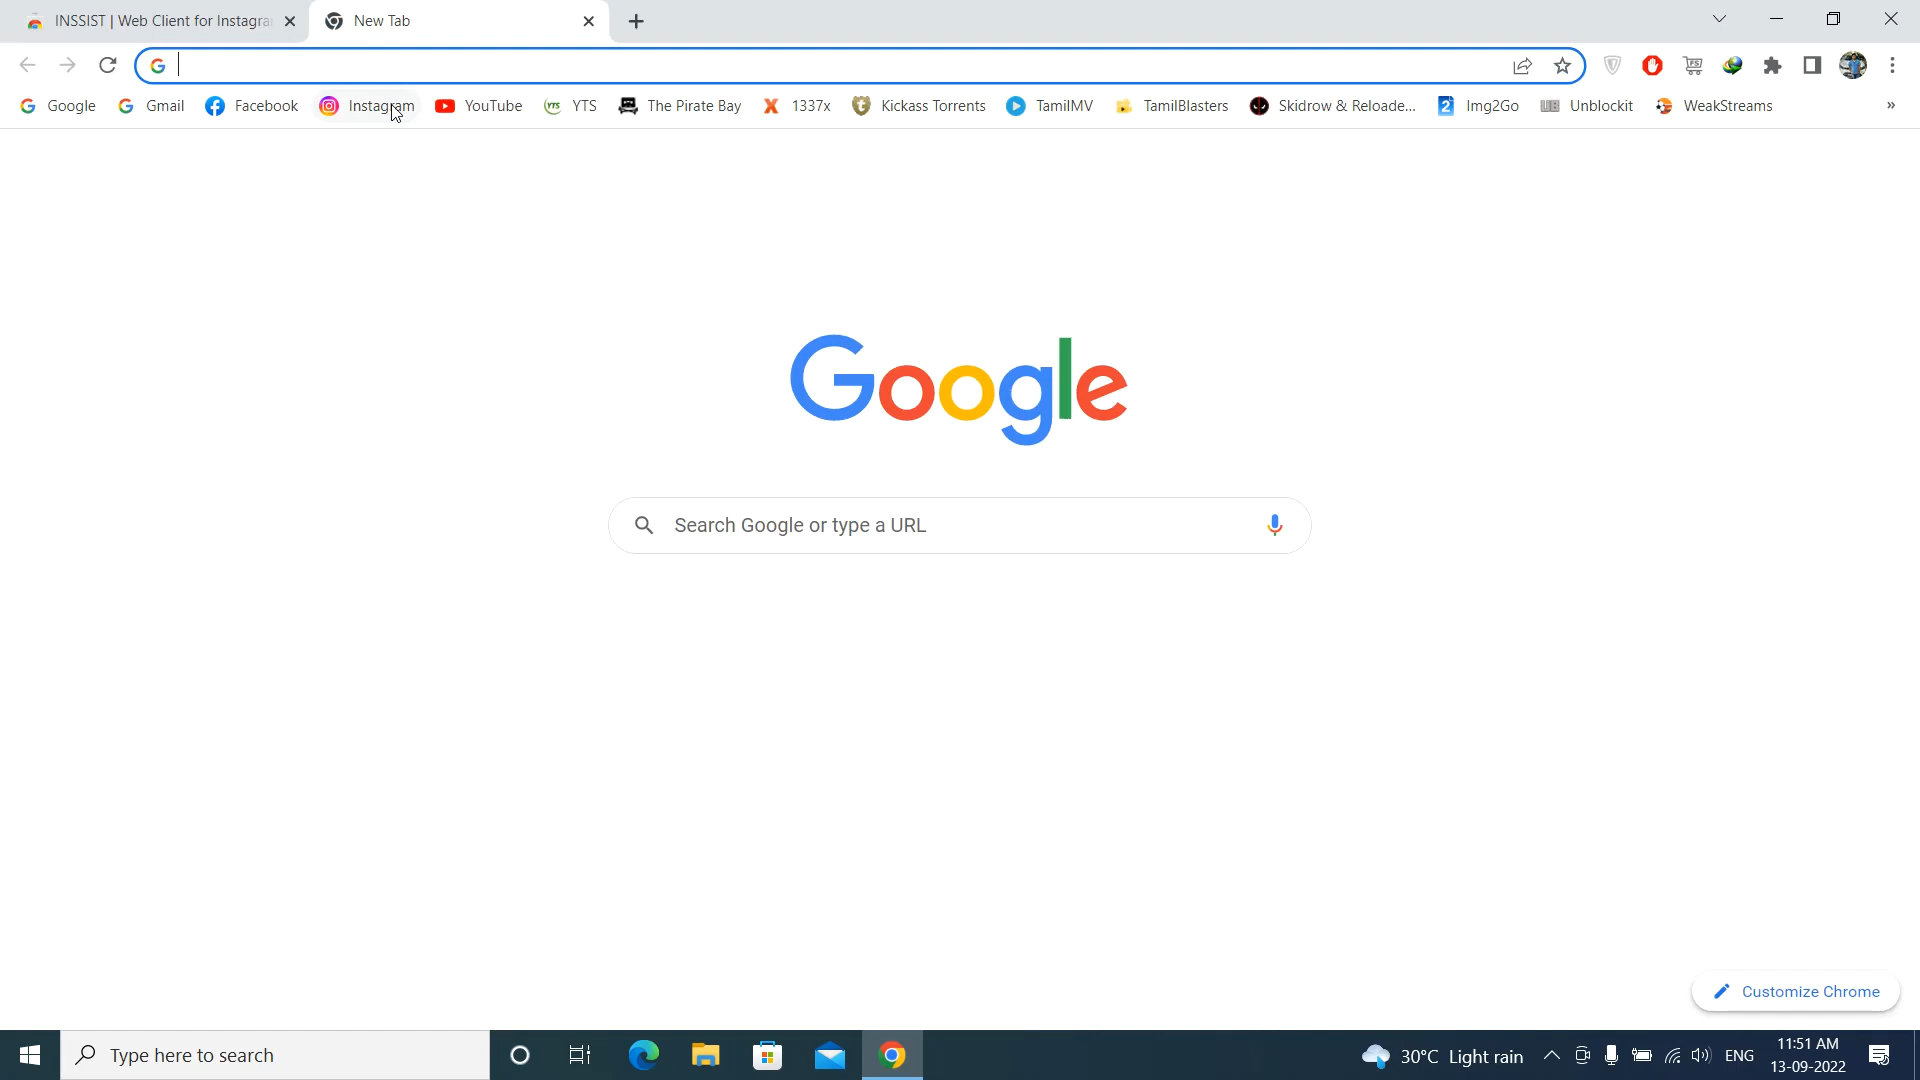 INSSIST | Web Client for Instagra
New Tab
Google Gmail Facebook Instagram YouTube YTS The Pirate Bay 1337x Kickass Torrents TamilMV TamilBlasters Skidrow & Reloade... Img2Go Unblockit WeakStreams »
Google
Search Google or type a URL
Customize Chrome
Type here to search
30°C Light rain ENG
11:51 AM
13-09-2022